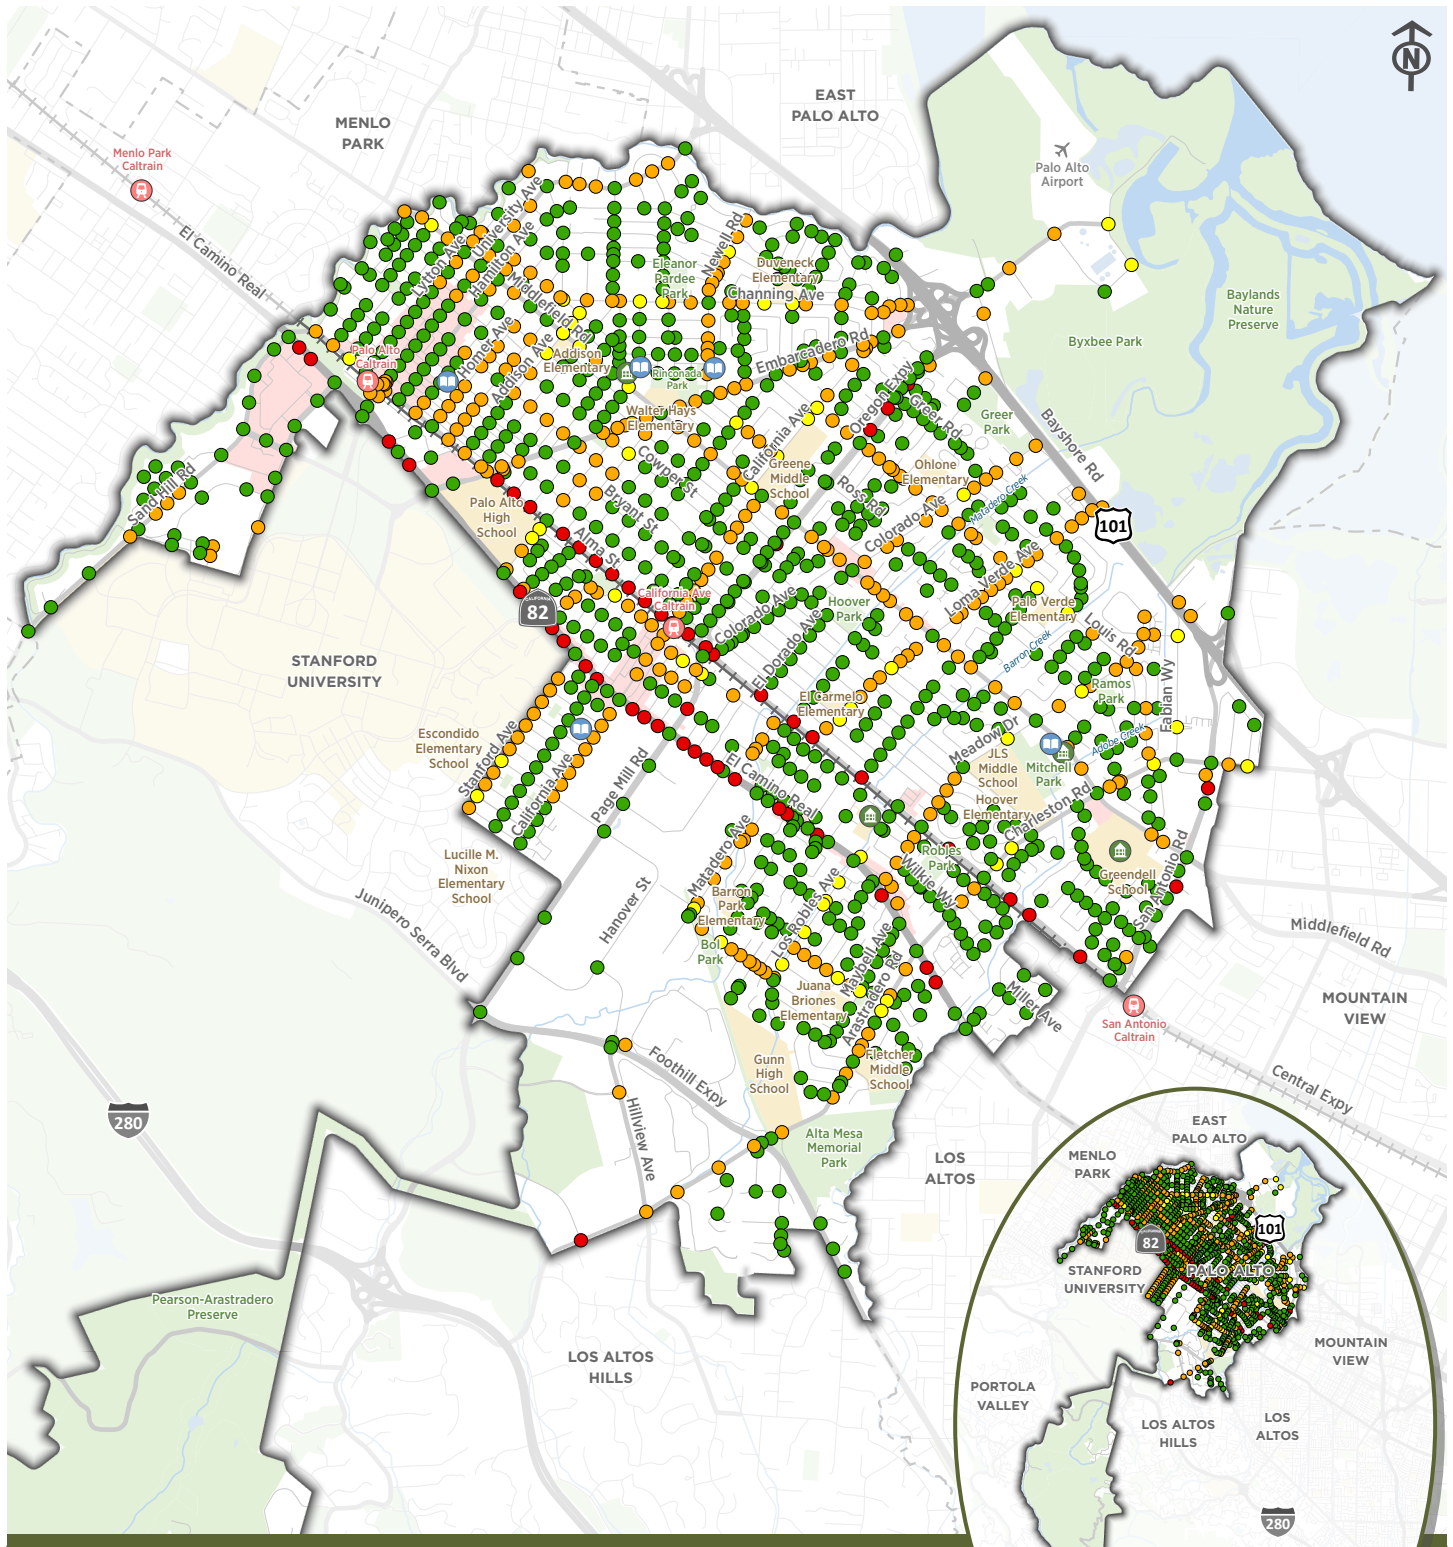 N
EAST
PALO ALTO
MENLO
PARK
Menlo Park
Caltrain
Palo Alto
Airport
El Camino Real
University Ave
Lytton Ave
Hamilton Ave
Newell Rd
Eleanor
Pardee
Park
Duveneck
Elementary
Channing Ave
Middlefield Rd
Baylands
Nature
Preserve
Byxbee Park
Palo Alto
Caltrain
Homer Ave
Addison Ave
Addison
Elementary
Embarcadero Rd
Rinconada
Park
Oregon Expy
Greer Rd
Walter Hays
Elementary
California Ave
Greer
Park
Bayshore Rd
Cowper St
Greene
Middle
School
Ohlone
Elementary
Sand Hill Rd
Bryant St
Ross Rd
Matadero Creek
Palo Alto
High
School
Alma St
Colorado Ave
101
Loma Verde Ave
California Ave
Caltrain
CALIFORNIA
82
Hoover
Park
Palo Verde
Elementary
Colorado Ave
Louis Rd
El Dorado Ave
Barron Creek
STANFORD
UNIVERSITY
Fabian Wy
Ramos
Park
El Carmelo
Elementary
Escondido
Elementary
School
Stanford Ave
California Ave
Page Mill Rd
El Camino Real
Meadow Dr
Adobe Creek
JLS
Middle
School
Mitchell
Park
Hoover
Elementary
Charleston Rd
Matadero Ave
Robles
Park
Wilkie Wy
Greendell
School
San Antonio Rd
Lucille M.
Nixon
Elementary
School
Hanover St
Barron
Park
Elementary
Los Robles Ave
Junipero Serra Blvd
Bol
Park
Maybell Ave
Arastradero Rd
Middlefield Rd
Juana
Briones
Elementary
Miller Ave
MOUNTAIN
VIEW
San Antonio
Caltrain
Foothill Expy
Gunn
High
School
Fletcher
Middle
School
Central Expy
Hillview Ave
280
Alta Mesa
Memorial
Park
LOS
ALTOS
Pearson-Arastradero
Preserve
LOS ALTOS
HILLS
EAST
PALO ALTO
MENLO
PARK
101
82
STANFORD
UNIVERSITY
PALO ALTO
MOUNTAIN
VIEW
PORTOLA
VALLEY
LOS ALTOS
HILLS
LOS
ALTOS
280